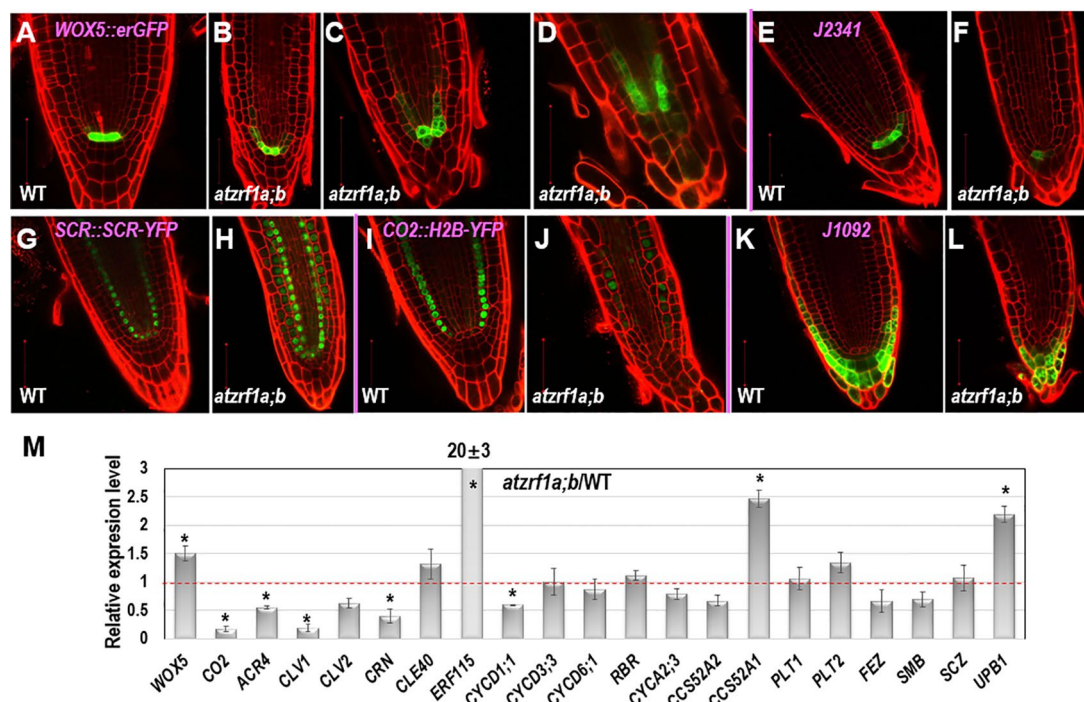 A WOX5::erGFP B C D E J2341 F
WT atzrf1a;b atzrf1a;b atzrf1a;b WT atzrf1a;b
G SCR::SCR-YFP H I CO2::H2B-YFP J K J1092 L
WT atzrf1a;b WT atzrf1a;b WT atzrf1a;b
M
20±3
atzrf1a;b/WT
Relative expresion level
3
2.5
2
1.5
1
0.5
0
* * * * * * * * *
WOX5 CO2 ACR4 CLV1 CLV2 CRN CLE40 ERF115 CYCD1;1 CYCD3;3 CYCD6;1 RBR CYCA2;3 CCS52A2 CCS52A1 PLT1 PLT2 FEZ SMB SCZ UPB1